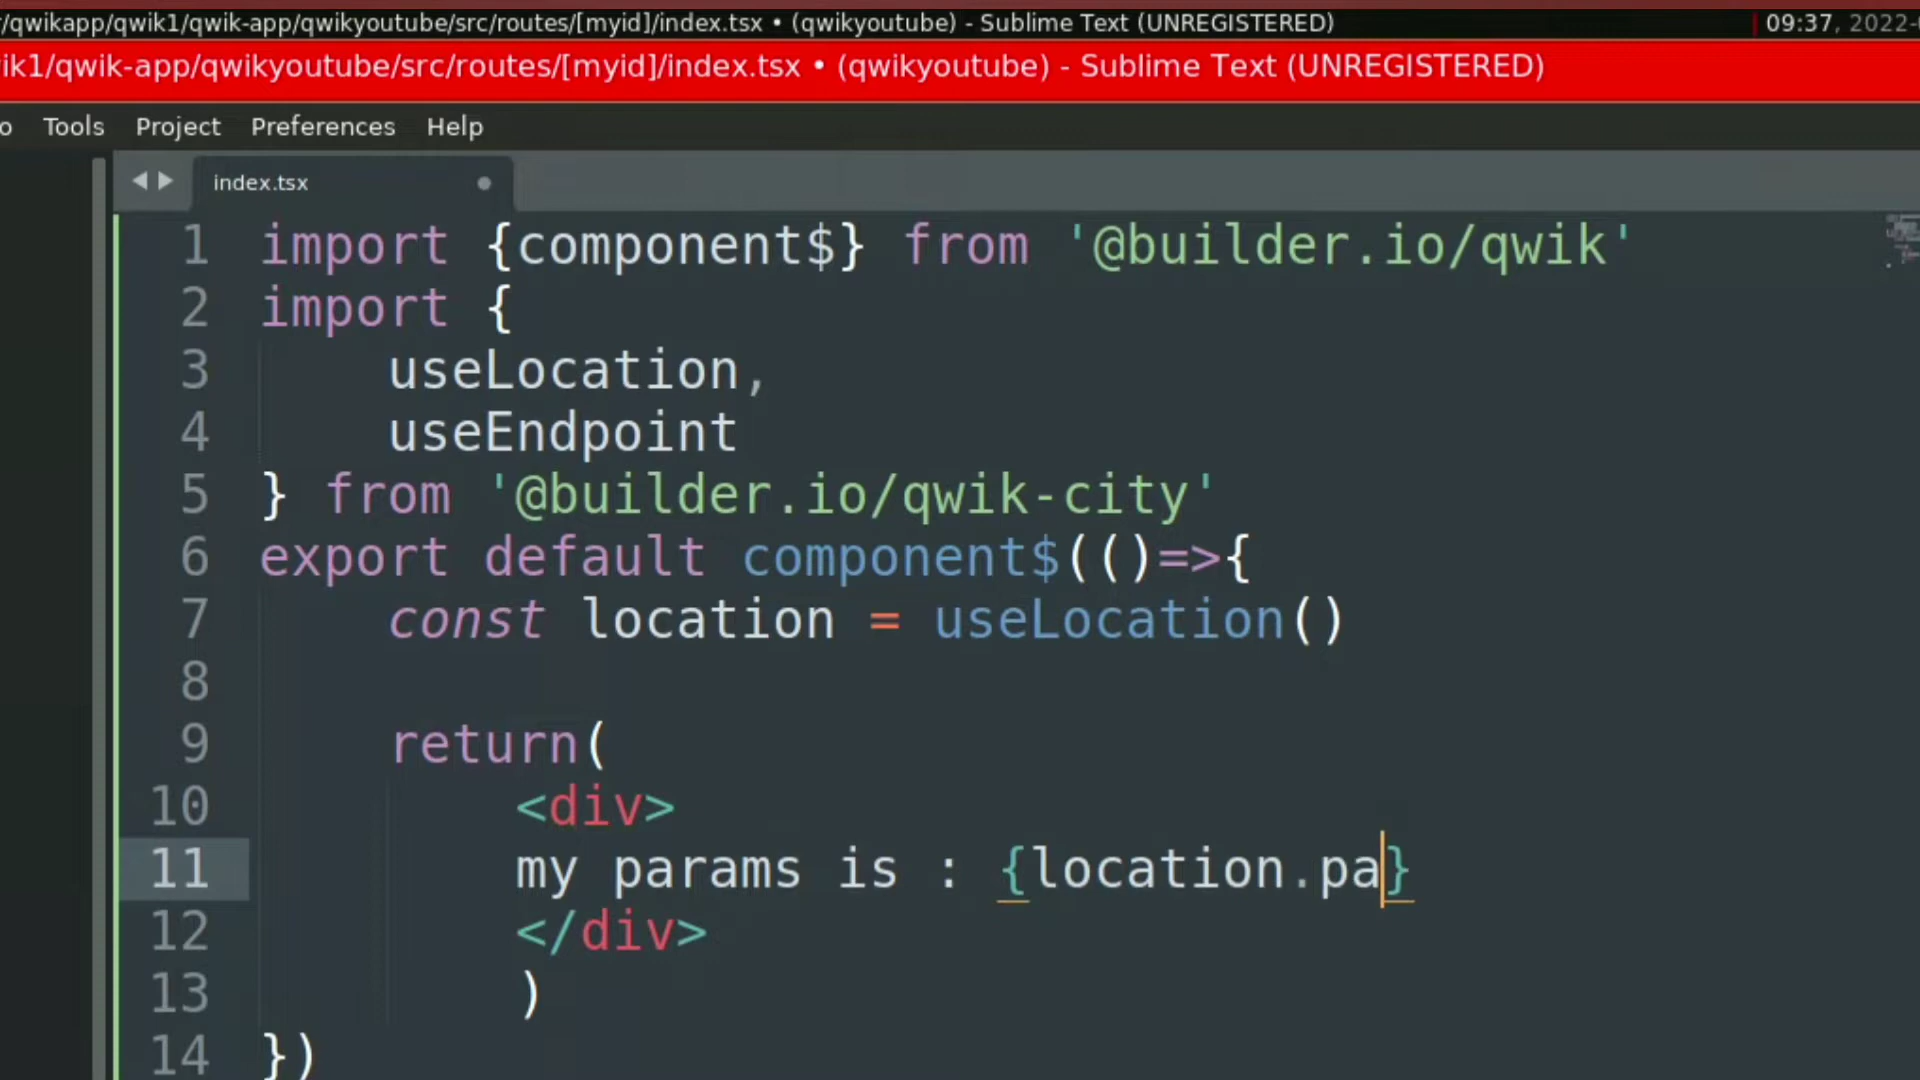 /qwikapp/qwik1/qwik-app/qwikyoutube/src/routes/[myid]/index.tsx • (qwikyoutube) - Sublime Text (UNREGISTERED) 09:37, 2022-
ik1/qwik-app/qwikyoutube/src/routes/[myid]/index.tsx • (qwikyoutube) - Sublime Text (UNREGISTERED)
o Tools Project Preferences Help
index.tsx
1 import {component$} from '@builder.io/qwik'
2 import {
3 useLocation,
4 useEndpoint
5 } from '@builder.io/qwik-city'
6 export default component$(()=>{
7 const location = useLocation()
8
9 return(
10 <div>
11 my params is : {location.pa}
12 </div>
13 )
14 })